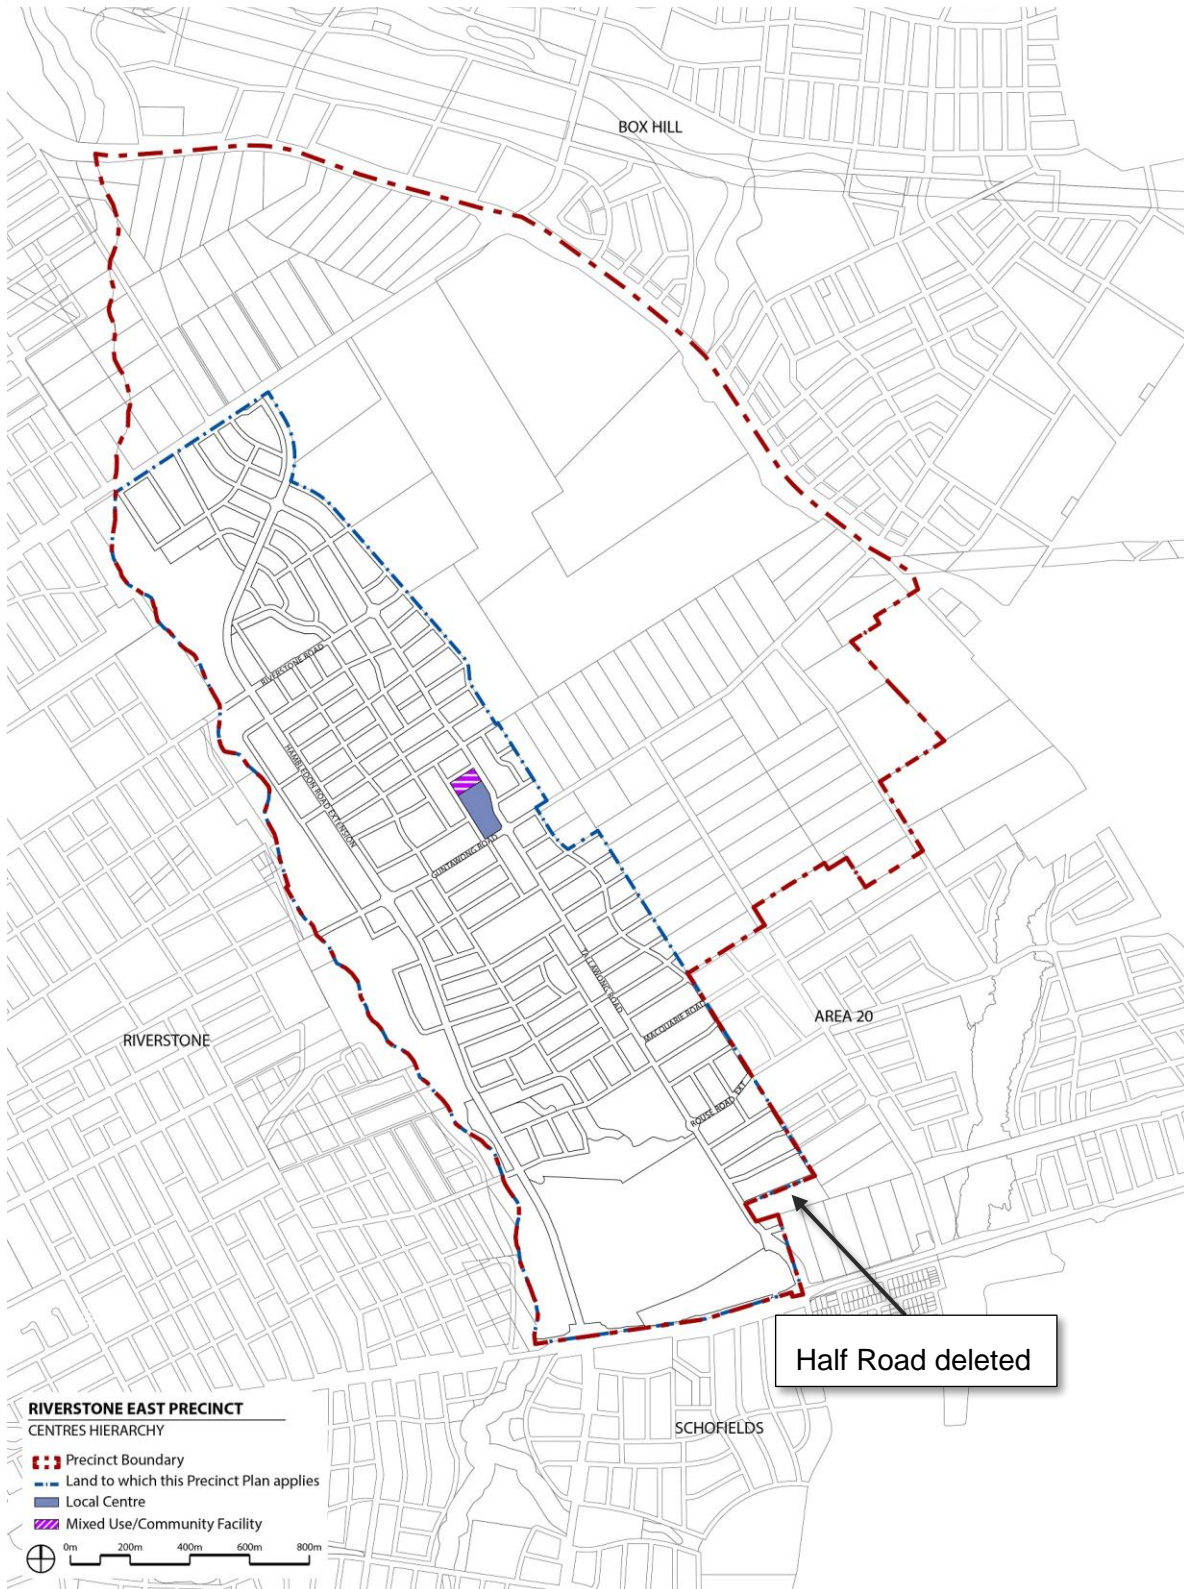 BOX HILL
RIVERSTONE ROAD
HAMBLEDON ROAD EXTENSION
GUNTAWONG ROAD
TALLAWONG ROAD
MACQUARIE ROAD
AREA 20
RIVERSTONE
ROUSE ROAD EXT
Half Road deleted
SCHOFIELDS
RIVERSTONE EAST PRECINCT
CENTRES HIERARCHY
Precinct Boundary
Land to which this Precinct Plan applies
Local Centre
Mixed Use/Community Facility
0m 200m 400m 600m 800m